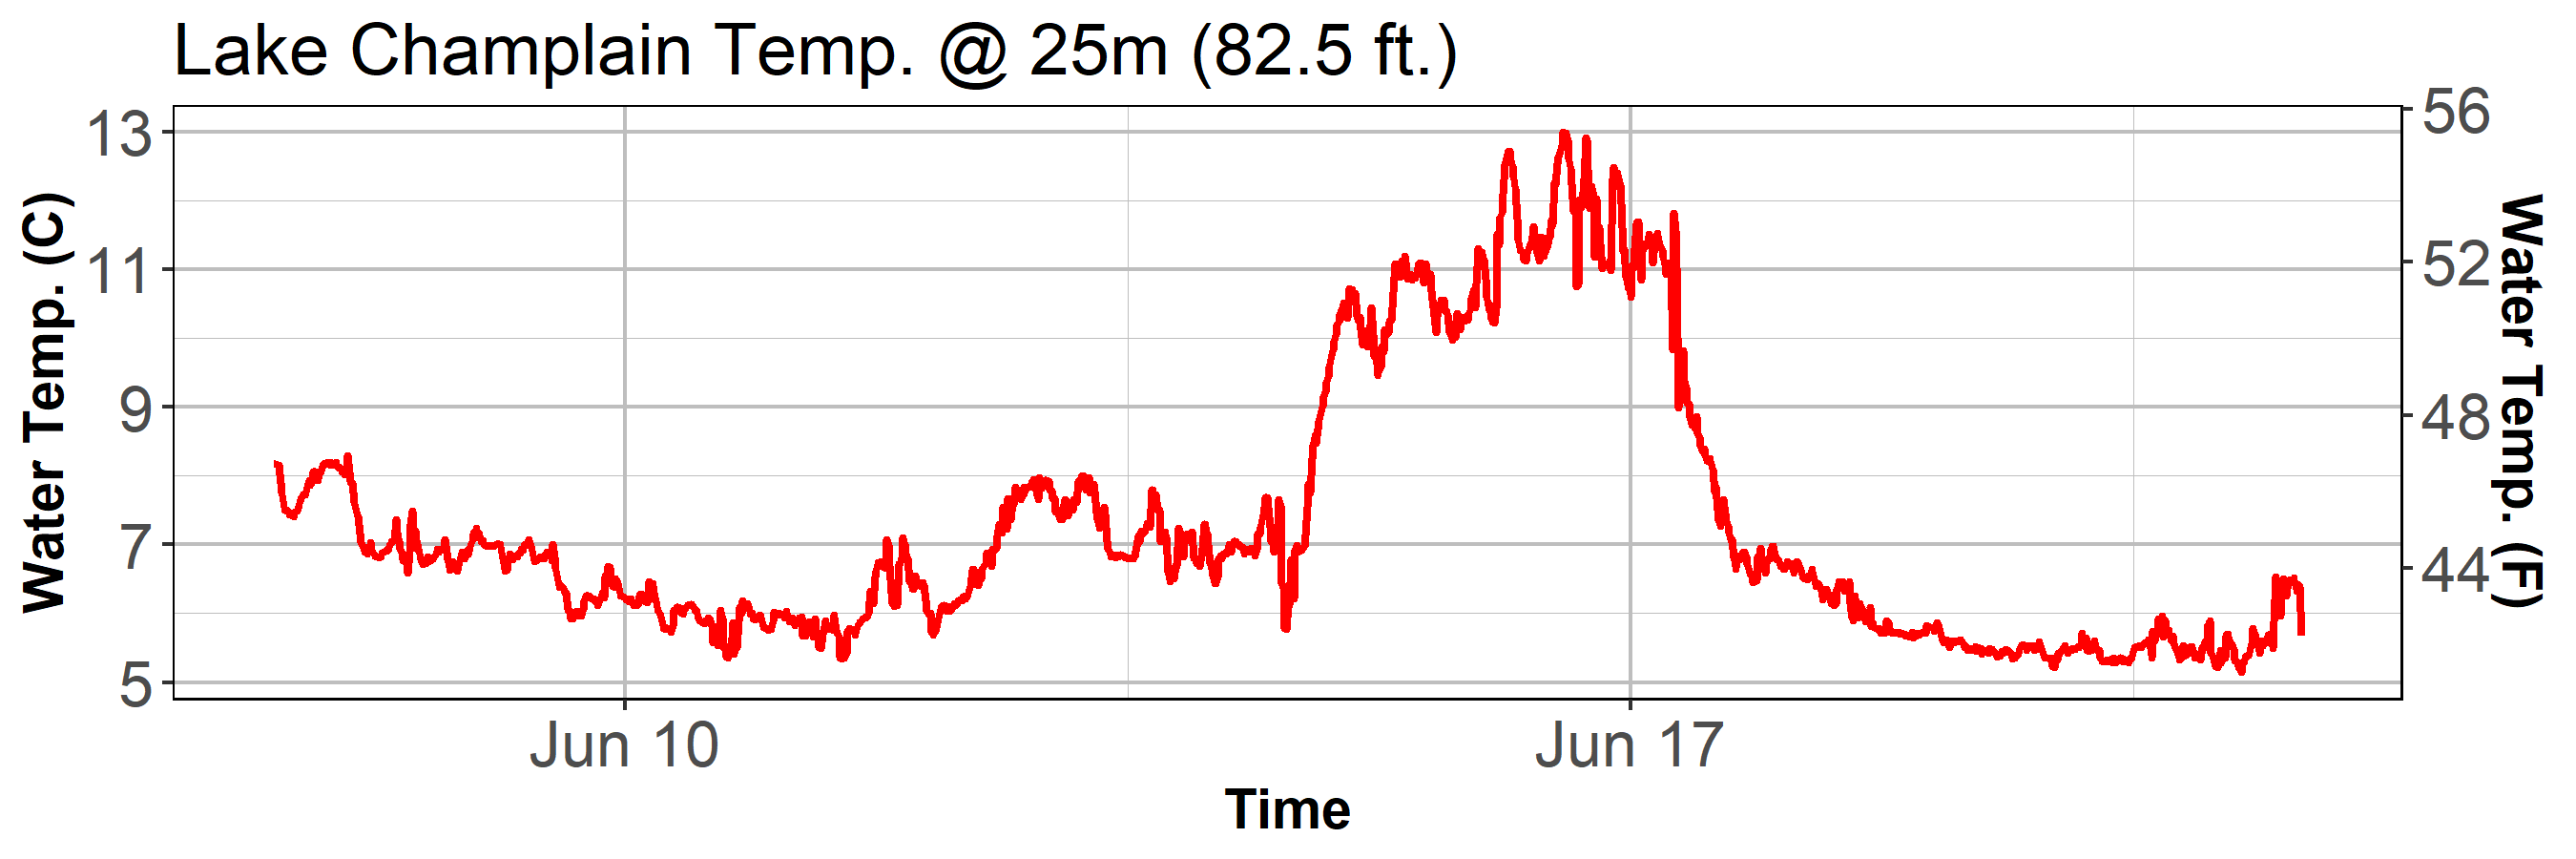 Lake Champlain Temp. @ 25m (82.5 ft.)
Water Temp. (C)
13
11
9
7
5
56
52
48
44
Water Temp. (F)
Jun 10
Jun 17
Time